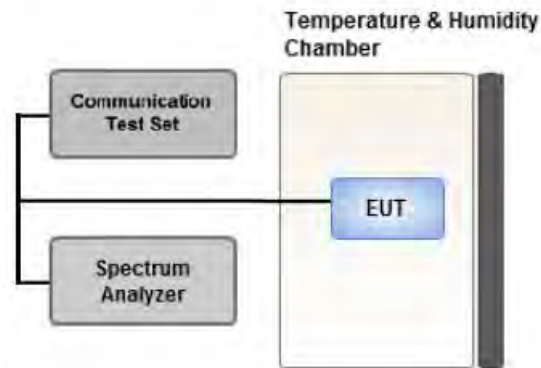 Temperature & Humidity
Chamber
Communication
Test Set
EUT
Spectrum
Analyzer